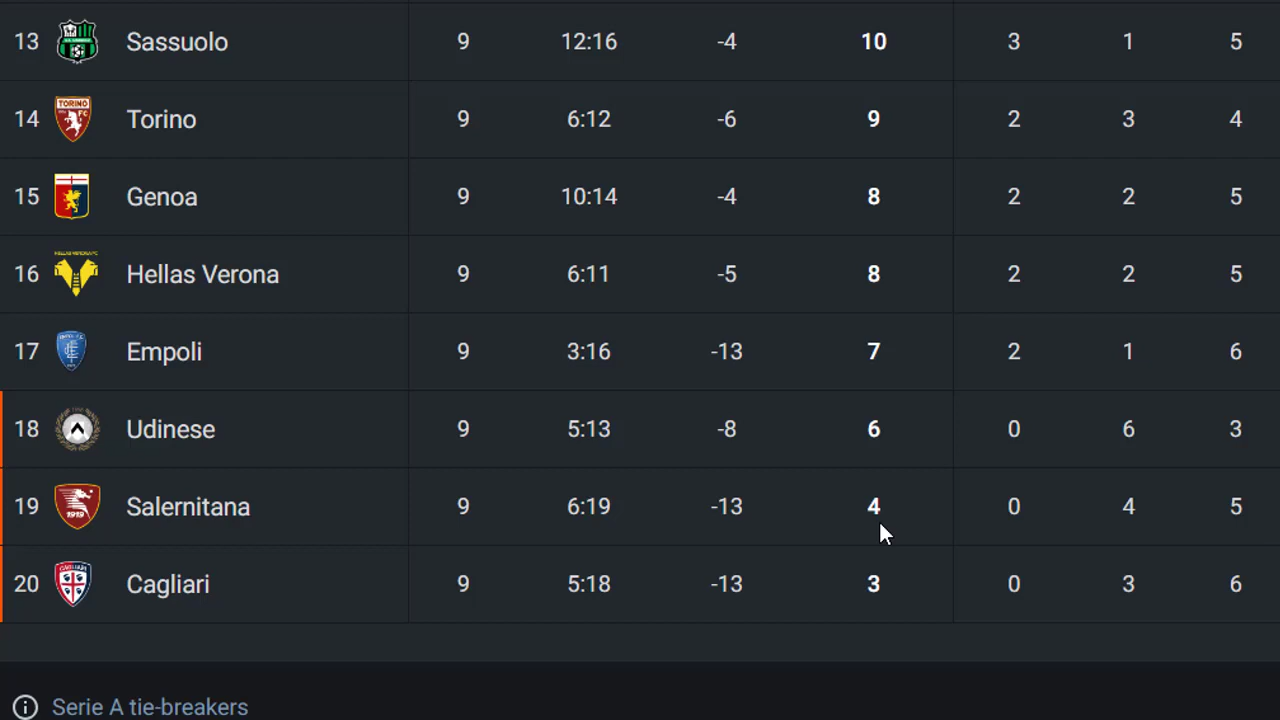 13 Sassuolo 9 12:16 -4 10 3 1 5
TORINO
14 Torino 9 6:12 -6 9 2 3 4
15 Genoa 9 10:14 -4 8 2 2 5
16 Hellas Verona 9 6:11 -5 8 2 2 5
17 Empoli 9 3:16 -13 7 2 1 6
18 Udinese 9 5:13 -8 6 0 6 3
1919
19 Salernitana 9 6:19 -13 4 0 4 5
CAGLIARI
20 Cagliari 9 5:18 -13 3 0 3 6
Serie A tie-breakers